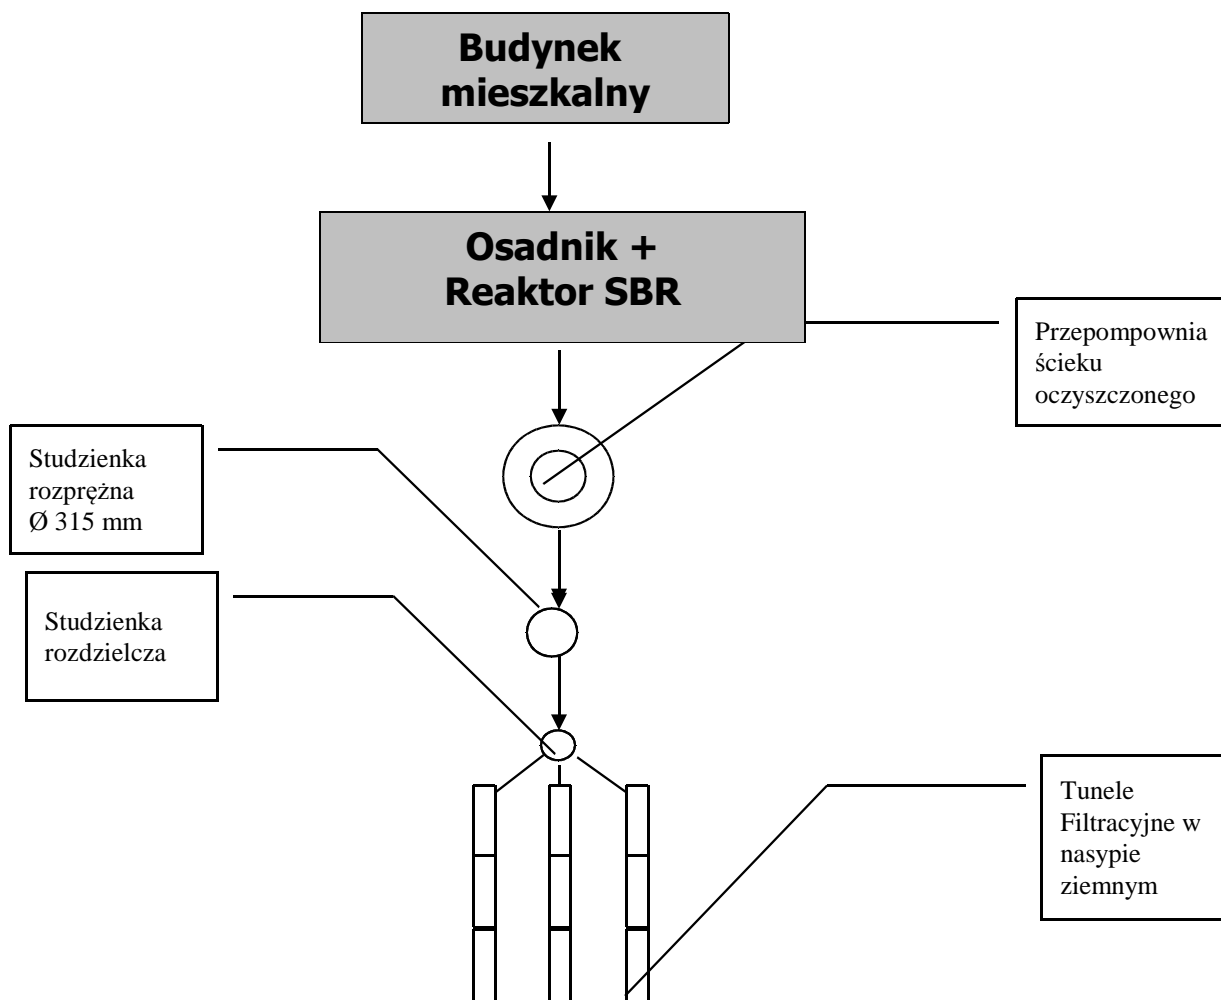 Budynek
mieszkalny
Osadnik +
Reaktor SBR
Przepompownia
ścieku
oczyszczonego
Studzienka
rozprężna
Ø 315 mm
Studzienka
rozdzielcza
Tunele
Filtracyjne w
nasypie
ziemnym